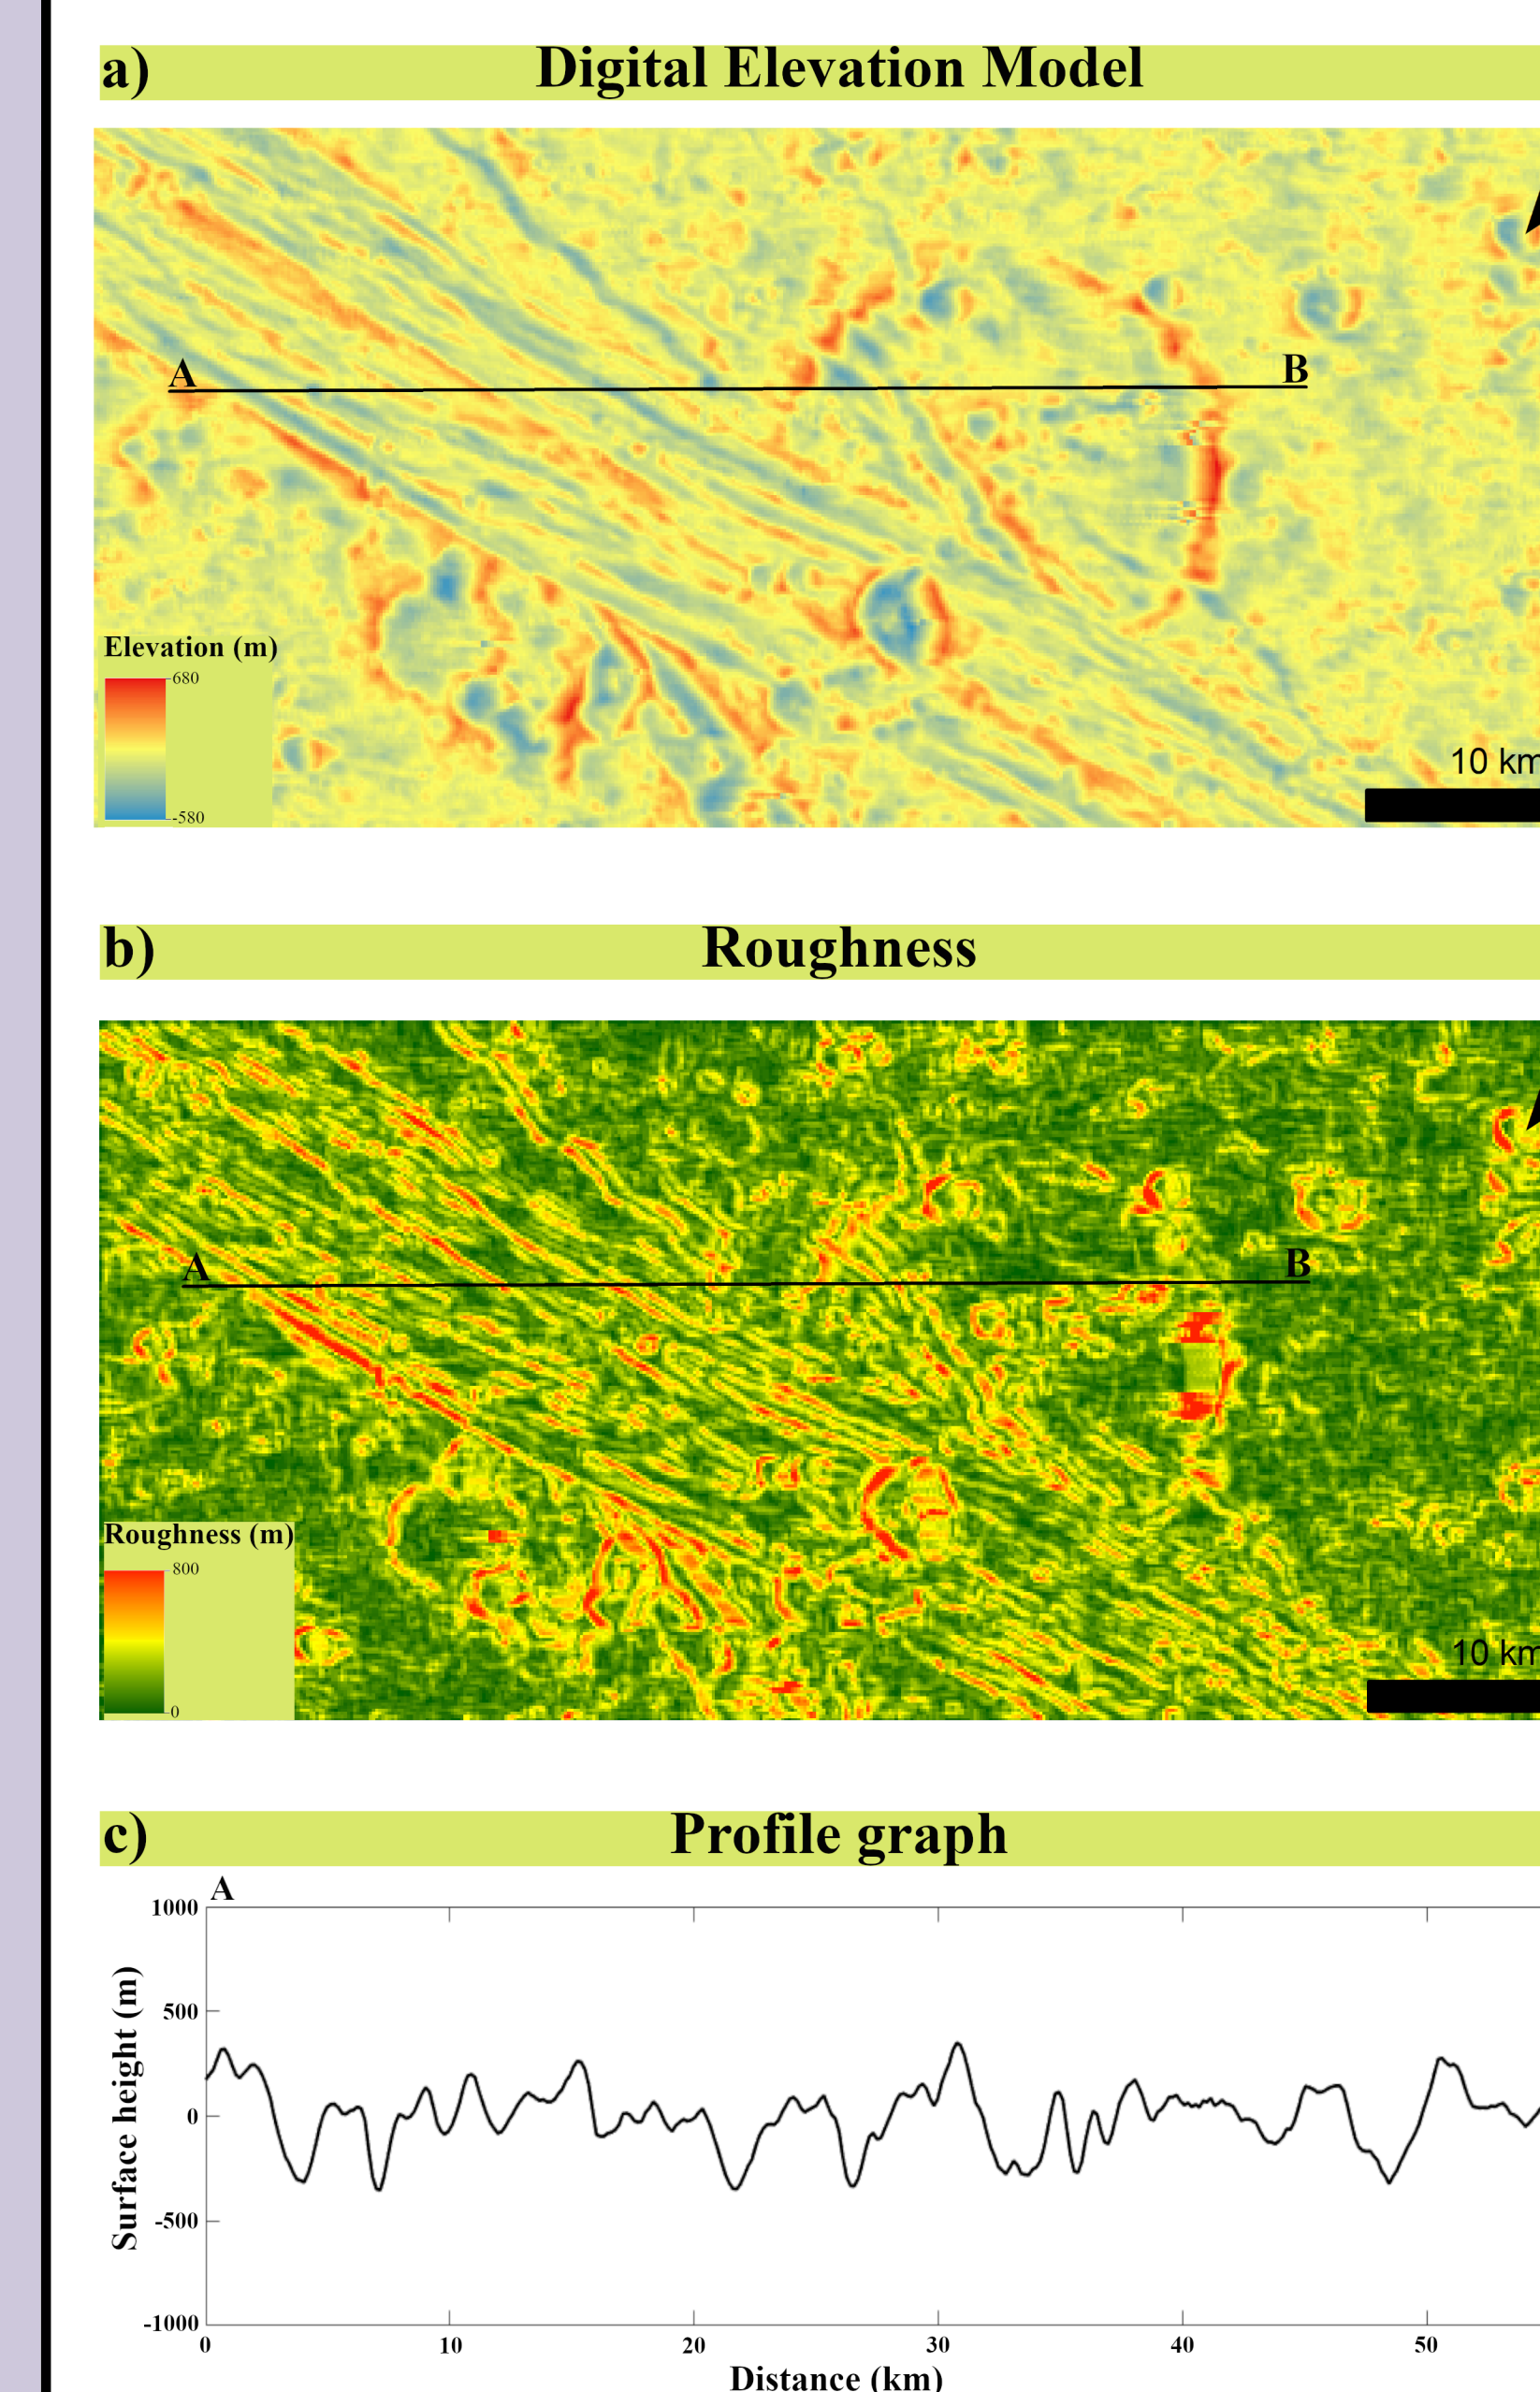 a) Digital Elevation Model
A B
Elevation (m)
680
-580
10 km
b) Roughness
A B
Roughness (m)
800
0
10 km
c) Profile graph
A
1000
500
0
-500
-1000
Surface height (m)
0 10 20 30 40 50
Distance (km)